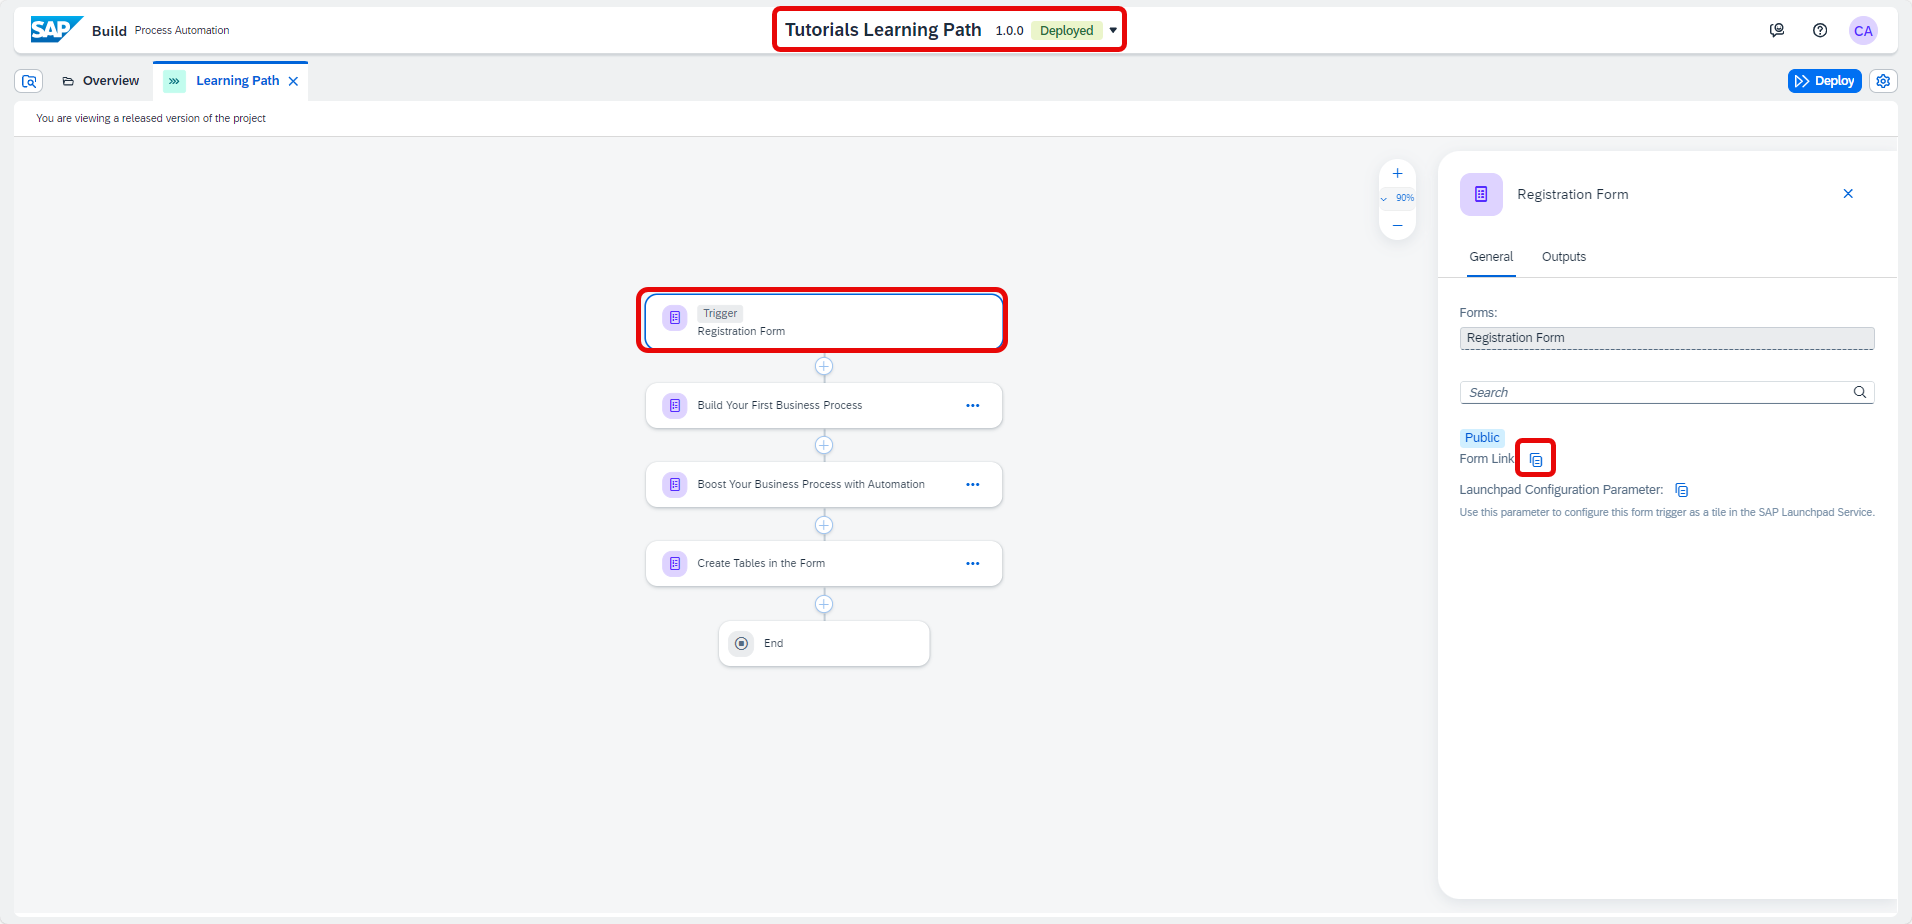 SAP Build Process Automation
Tutorials Learning Path 1.0.0 Deployed
CA
Overview
Learning Path
Deploy
You are viewing a released version of the project
90%
Trigger
Registration Form
Build Your First Business Process
Boost Your Business Process with Automation
Create Tables in the Form
End
Registration Form
General Outputs
Forms:
Registration Form
Search
Public
Form Link
Launchpad Configuration Parameter:
Use this parameter to configure this form trigger as a tile in the SAP Launchpad Service.